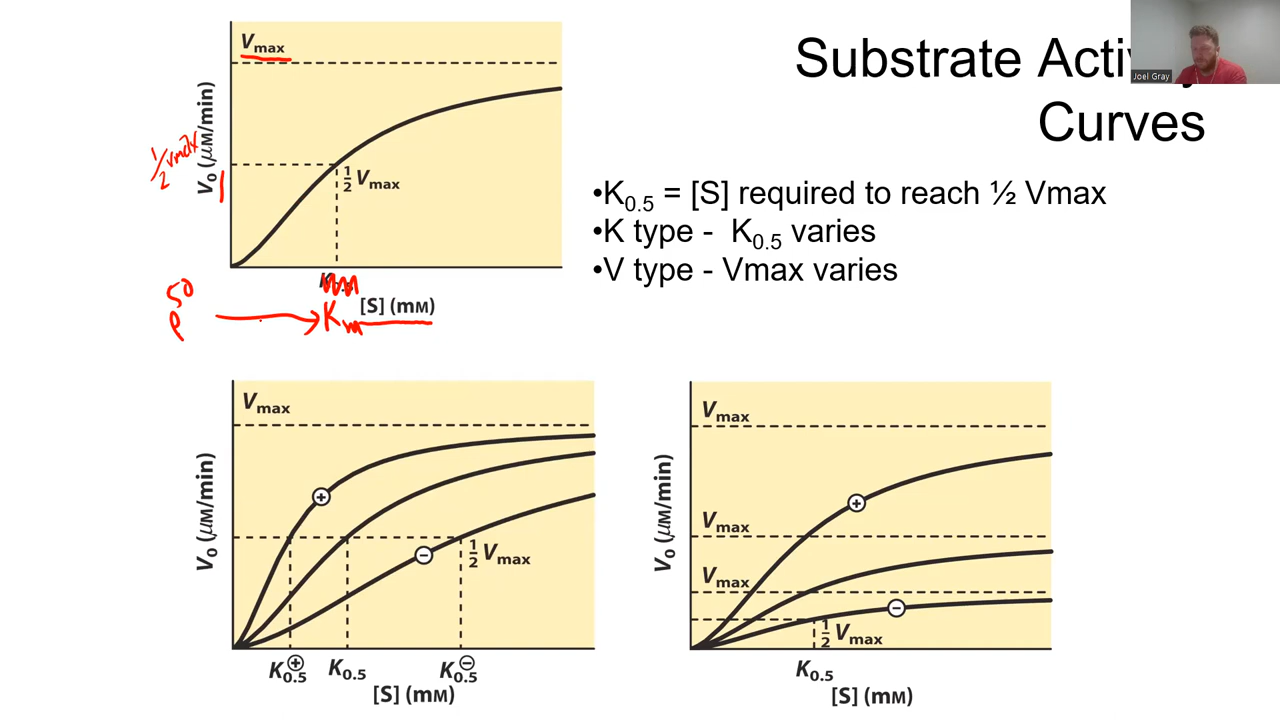 Substrate Acti
Curves
Joel Gray
Vmax
½ Vmax
V0 (μM/min)
½ Vmax
[S] (mM)
50
Km
•K0.5 = [S] required to reach ½ Vmax
•K type - K0.5 varies
•V type - Vmax varies
Vmax
V0 (μM/min)
½ Vmax
K0.5⊕ K0.5 K0.5⊖
[S] (mM)
Vmax
Vmax
Vmax
V0 (μM/min)
+
−
½ Vmax
K0.5
[S] (mM)